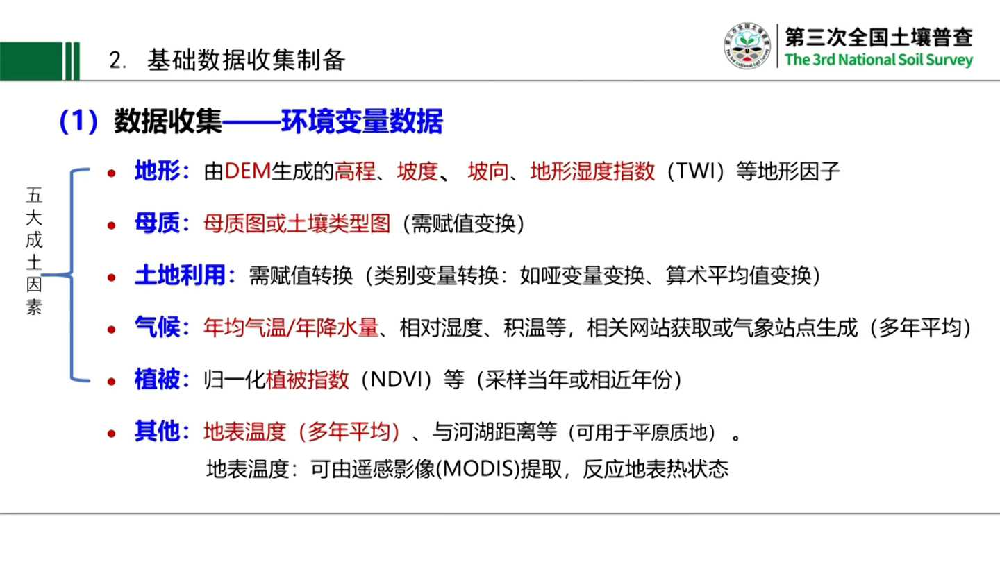 2. 基础数据收集制备
第三次全国土壤普查
The 3rd National Soil Survey
（1）数据收集——环境变量数据
五大成土因素
• 地形：由DEM生成的高程、坡度、 坡向、地形湿度指数（TWI）等地形因子
• 母质：母质图或土壤类型图（需赋值变换）
• 土地利用：需赋值转换（类别变量转换：如哑变量变换、算术平均值变换）
• 气候：年均气温/年降水量、相对湿度、积温等，相关网站获取或气象站点生成（多年平均）
• 植被：归一化植被指数（NDVI）等（采样当年或相近年份）
• 其他：地表温度（多年平均）、与河湖距离等（可用于平原质地）。
地表温度：可由遥感影像(MODIS)提取，反应地表热状态